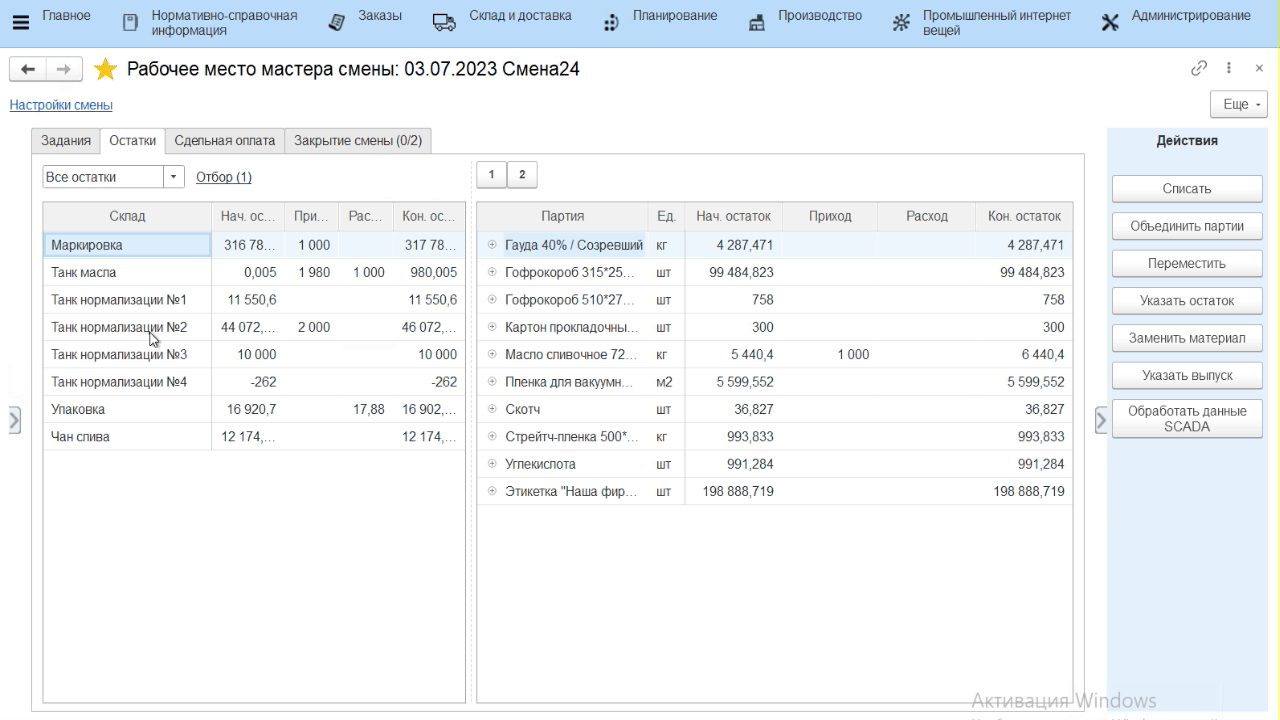 Главное
Нормативно-справочная
информация
Заказы
Склад и доставка
Планирование
Производство
Промышленный интернет
вещей
Администрирование
Рабочее место мастера смены: 03.07.2023 Смена24
Настройки смены
Еще
Задания Остатки Сдельная оплата Закрытие смены (0/2)
Все остатки Отбор (1)
1 2
Склад Нач. ос... При... Рас... Кон. ос...
Маркировка 316 78... 1 000 317 78...
Танк масла 0,005 1 980 1 000 980,005
Танк нормализации №1 11 550,6 11 550,6
Танк нормализации №2 44 072,... 2 000 46 072,...
Танк нормализации №3 10 000 10 000
Танк нормализации №4 -262 -262
Упаковка 16 920,7 17,88 16 902,...
Чан слива 12 174,... 12 174,...
Партия Ед. Нач. остаток Приход Расход Кон. остаток
Гауда 40% / Созревший кг 4 287,471 4 287,471
Гофрокороб 315*25... шт 99 484,823 99 484,823
Гофрокороб 510*27... шт 758 758
Картон прокладочны... шт 300 300
Масло сливочное 72... кг 5 440,4 1 000 6 440,4
Пленка для вакуумн... м2 5 599,552 5 599,552
Скотч шт 36,827 36,827
Стрейтч-пленка 500*... кг 993,833 993,833
Углекислота шт 991,284 991,284
Этикетка "Наша фир... шт 198 888,719 198 888,719
Действия
Списать
Объединить партии
Переместить
Указать остаток
Заменить материал
Указать выпуск
Обработать данные
SCADA
Активация Windows